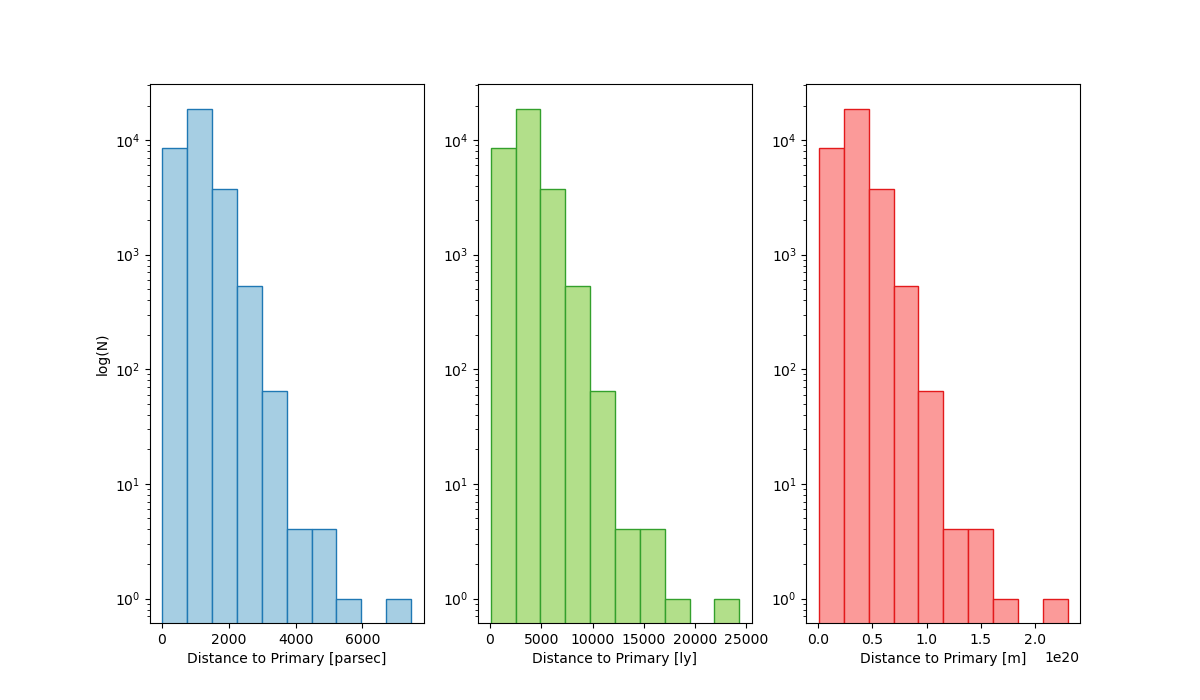 log(N)
10⁴
10³
10²
10¹
10⁰
0 2000 4000 6000
Distance to Primary [parsec]
10⁴
10³
10²
10¹
10⁰
0 5000 10000 15000 20000 25000
Distance to Primary [ly]
10⁴
10³
10²
10¹
10⁰
0.0 0.5 1.0 1.5 2.0
1e20
Distance to Primary [m]